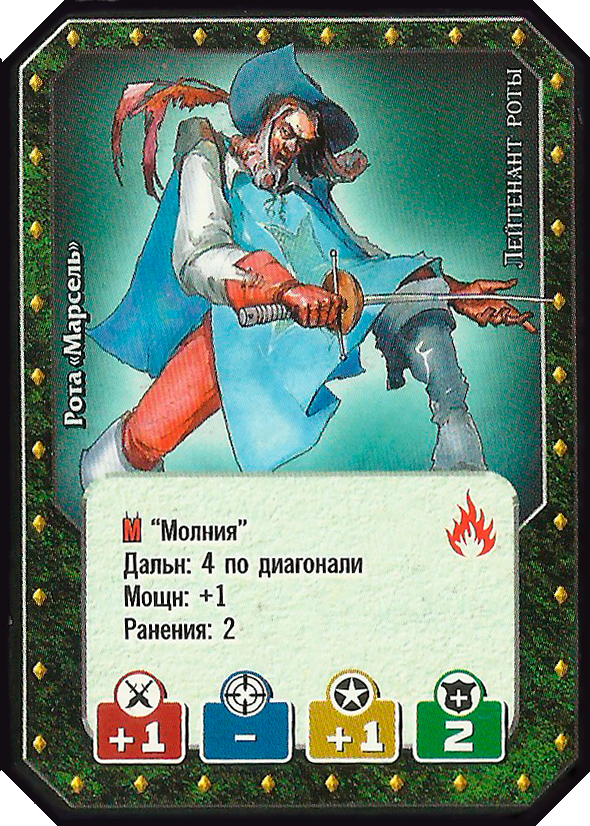 Рота «Марсель»
Лейтенант роты
М "Молния"
Дальн: 4 по диагонали
Мощн: +1
Ранения: 2
+1 – +1 2